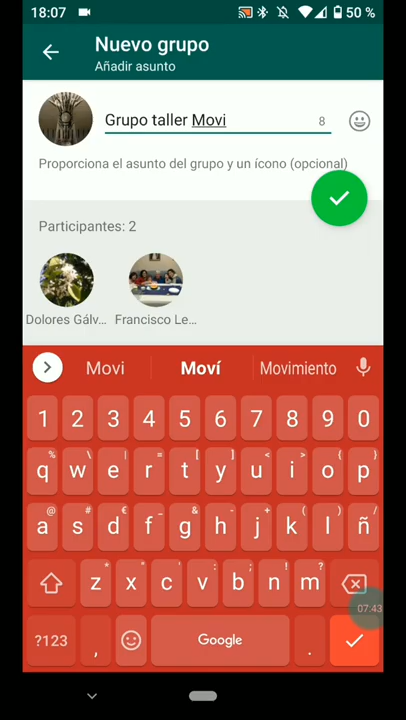 18:07 50 %
Nuevo grupo
Añadir asunto
Grupo taller Movi 8
Proporciona el asunto del grupo y un ícono (opcional)
Participantes: 2
Dolores Gálv... Francisco Le...
Movi Moví Movimiento
1 2 3 4 5 6 7 8 9 0
% \ | = [ ] < > { }
q w e r t y u i o p
@ # € _ & - + ( ) /
a s d f g h j k l ñ
* " ' : ; ! ?
z x c v b n m
07:43
?123 , Google .